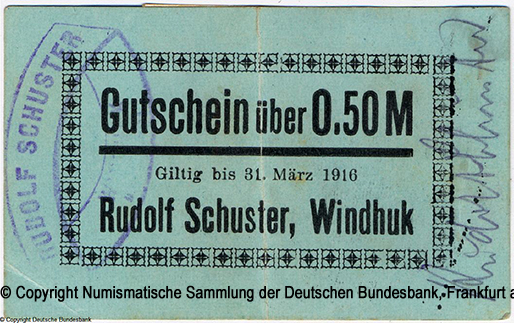 Gutschein über 0.50 M
Giltig bis 31. März 1916
Rudolf Schuster, Windhuk
RUDOLF SCHUSTER
© Copyright Numismatische Sammlung der Deutschen Bundesbank, Frankfurt a
© Copyright Deutsche Bundesbank